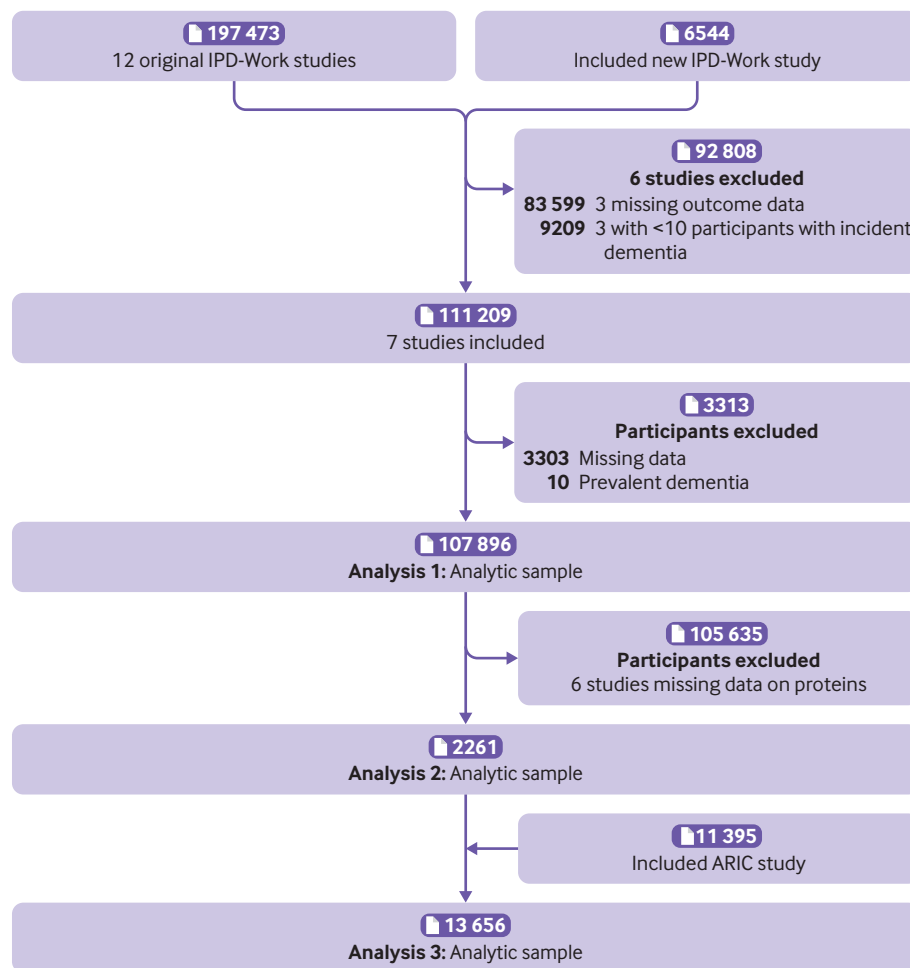 197 473
12 original IPD-Work studies
6544
Included new IPD-Work study
92 808
6 studies excluded
83 599 3 missing outcome data
9209 3 with <10 participants with incident
dementia
111 209
7 studies included
3313
Participants excluded
3303 Missing data
10 Prevalent dementia
107 896
Analysis 1: Analytic sample
105 635
Participants excluded
6 studies missing data on proteins
2261
Analysis 2: Analytic sample
11 395
Included ARIC study
13 656
Analysis 3: Analytic sample